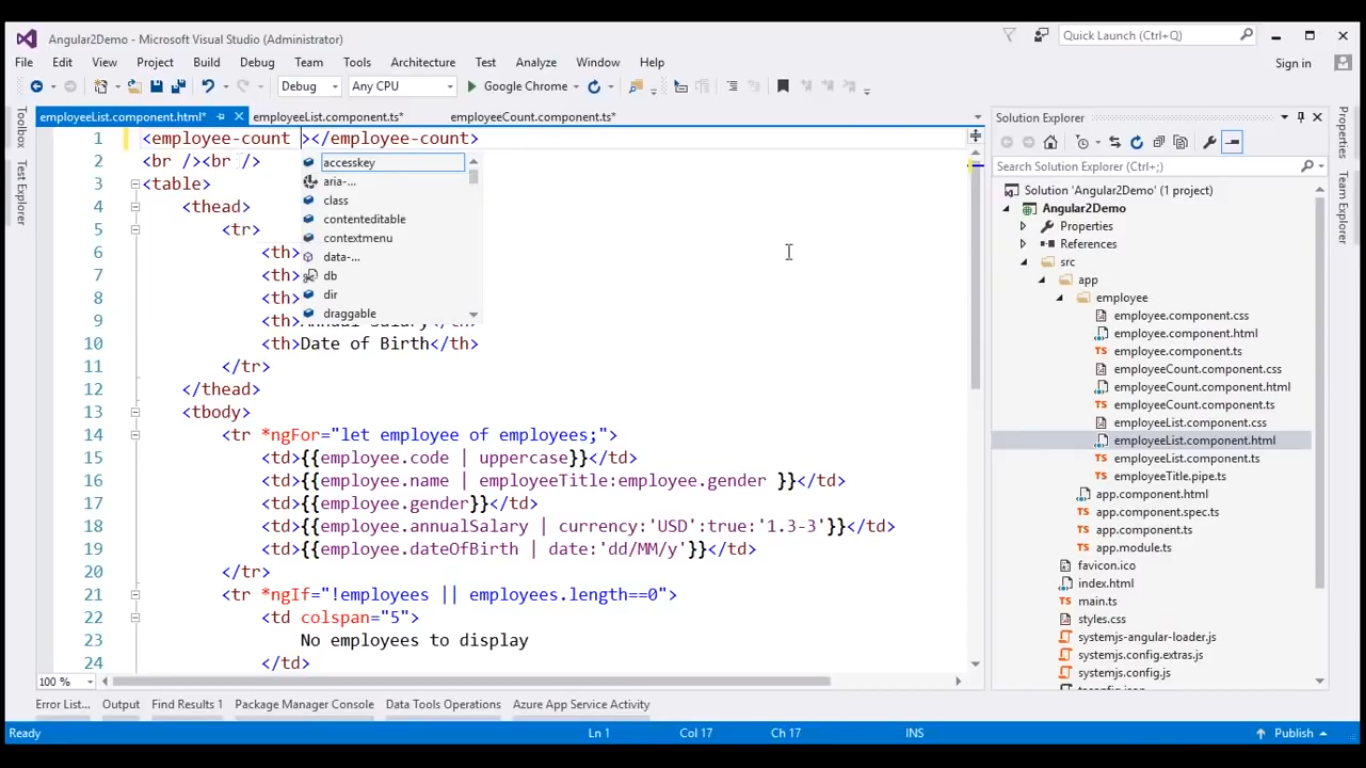 Angular2Demo - Microsoft Visual Studio (Administrator)
Quick Launch (Ctrl+Q)
File Edit View Project Build Debug Team Tools Architecture Test Analyze Window Help
Sign in
Debug Any CPU Google Chrome
employeeList.component.html* employeeList.component.ts* employeeCount.component.ts*
Toolbox
Test Explorer
1 <employee-count ></employee-count>
2 <br /><br />
3 <table>
4 <thead>
5 <tr>
6 <th>
7 <th>
8 <th>
9 <th>Annual Salary</th>
10 <th>Date of Birth</th>
11 </tr>
12 </thead>
13 <tbody>
14 <tr *ngFor="let employee of employees;">
15 <td>{{employee.code | uppercase}}</td>
16 <td>{{employee.name | employeeTitle:employee.gender }}</td>
17 <td>{{employee.gender}}</td>
18 <td>{{employee.annualSalary | currency:'USD':true:'1.3-3'}}</td>
19 <td>{{employee.dateOfBirth | date:'dd/MM/y'}}</td>
20 </tr>
21 <tr *ngIf="!employees || employees.length==0">
22 <td colspan="5">
23 No employees to display
24 </td>
accesskey
aria-...
class
contenteditable
contextmenu
data-...
db
dir
draggable
100 %
Solution Explorer
Search Solution Explorer (Ctrl+;)
Solution 'Angular2Demo' (1 project)
Angular2Demo
Properties
References
src
app
employee
employee.component.css
employee.component.html
TS employee.component.ts
employeeCount.component.css
employeeCount.component.html
TS employeeCount.component.ts
employeeList.component.css
employeeList.component.html
TS employeeList.component.ts
TS employeeTitle.pipe.ts
app.component.html
TS app.component.spec.ts
TS app.component.ts
TS app.module.ts
favicon.ico
index.html
TS main.ts
styles.css
systemjs-angular-loader.js
systemjs.config.extras.js
systemjs.config.js
Properties
Team Explorer
Error List... Output Find Results 1 Package Manager Console Data Tools Operations Azure App Service Activity
Ready Ln 1 Col 17 Ch 17 INS Publish